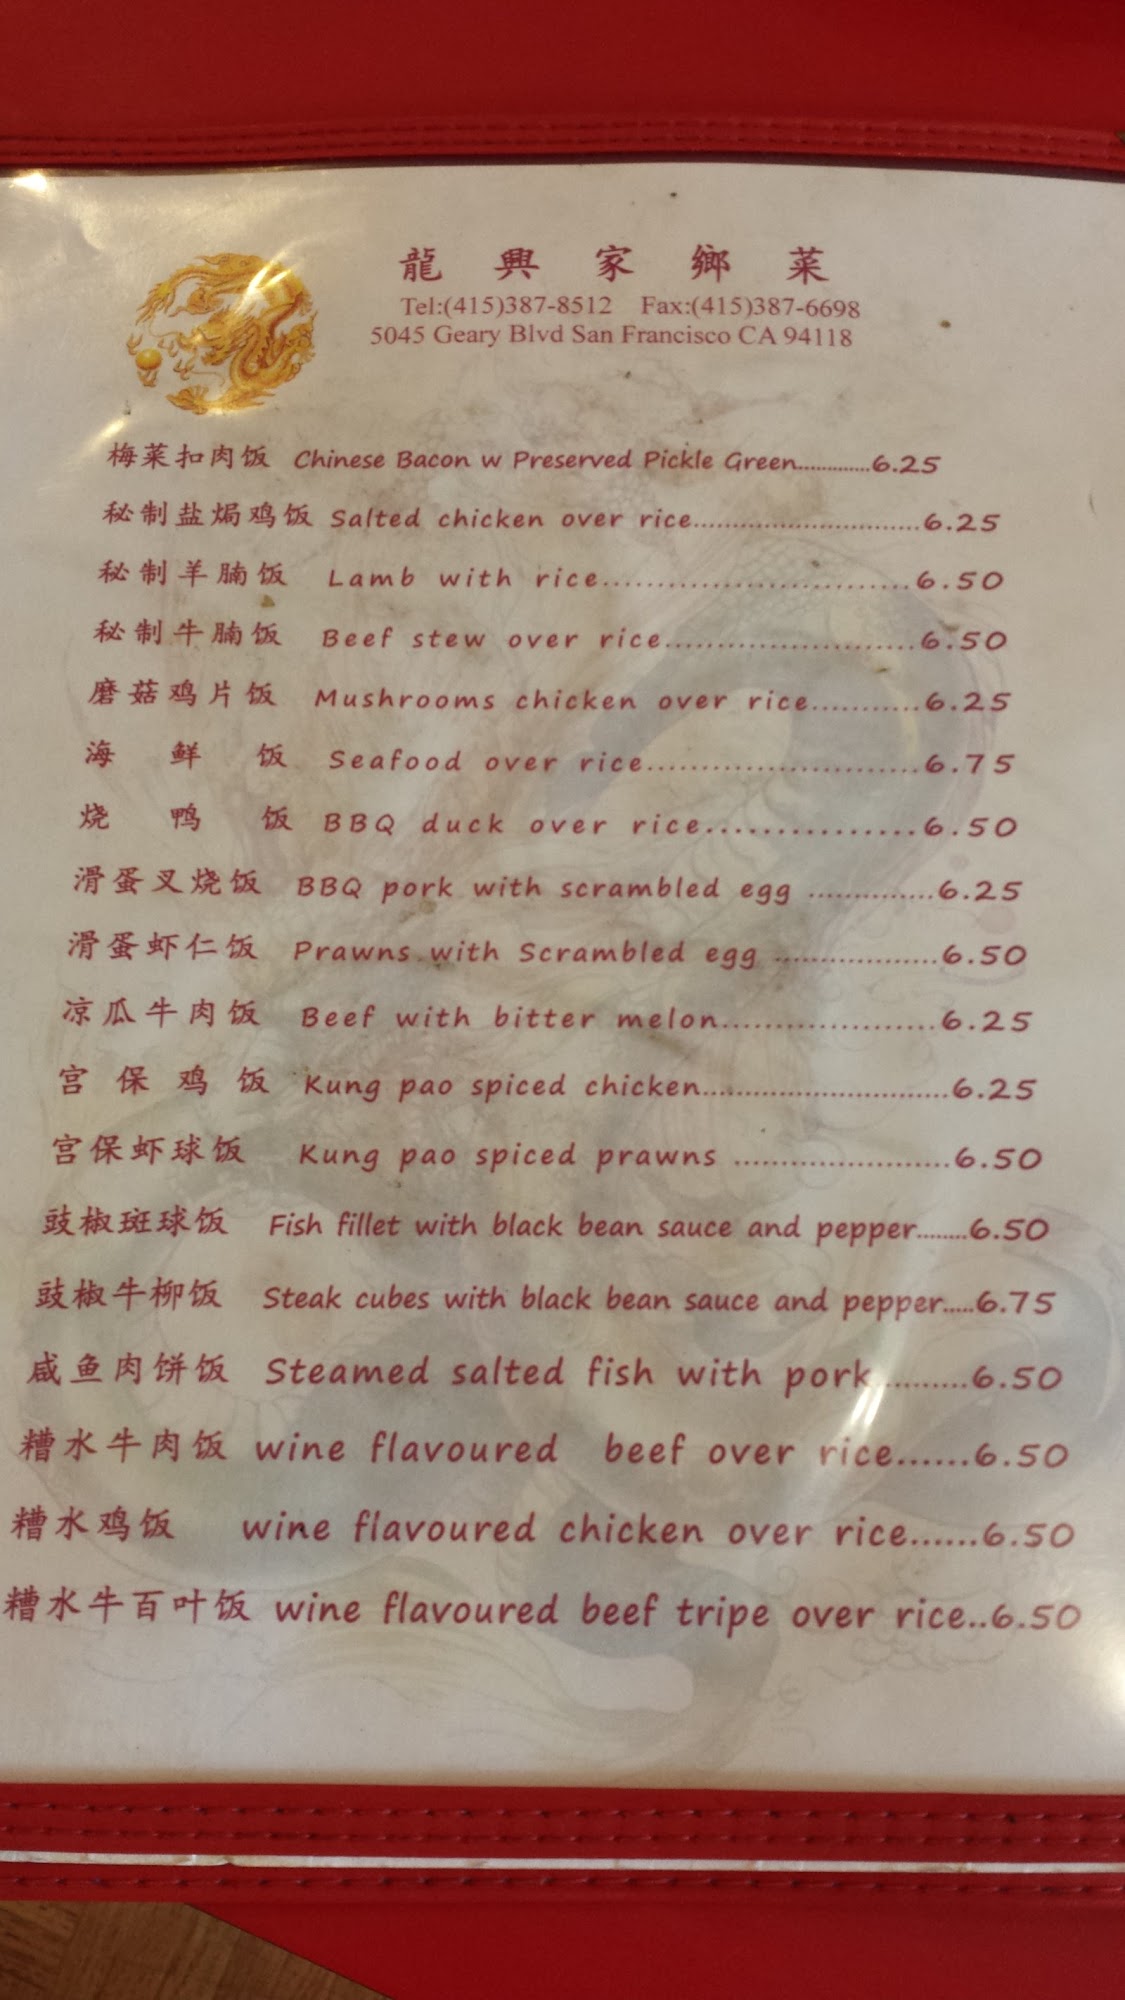 龍興家鄉菜
Tel:(415)387-8512 Fax:(415)387-6698
5045 Geary Blvd San Francisco CA 94118
梅菜扣肉饭 Chinese Bacon w Preserved Pickle Green.............6.25
秘制盐焗鸡饭 Salted chicken over rice............................6.25
秘制羊腩饭 Lamb with rice.............................6.50
秘制牛腩饭 Beef stew over rice........................6.50
磨菇鸡片饭 Mushrooms chicken over rice...........6.25
海鲜饭 Seafood over rice..........................6.75
烧鸭饭 BBQ duck over rice................6.50
滑蛋叉烧饭 BBQ pork with scrambled egg ..............6.25
滑蛋虾仁饭 Prawns with Scrambled egg ..................6.50
凉瓜牛肉饭 Beef with bitter melon.....................6.25
宫保鸡饭 Kung pao spiced chicken............................6.25
宫保虾球饭 Kung pao spiced prawns .......................6.50
豉椒斑球饭 Fish fillet with black bean sauce and pepper........6.50
豉椒牛柳饭 Steak cubes with black bean sauce and pepper.....6.75
咸鱼肉饼饭 Steamed salted fish with pork..........6.50
糟水牛肉饭 wine flavoured beef over rice......6.50
糟水鸡饭 wine flavoured chicken over rice......6.50
糟水牛百叶饭 wine flavoured beef tripe over rice..6.50